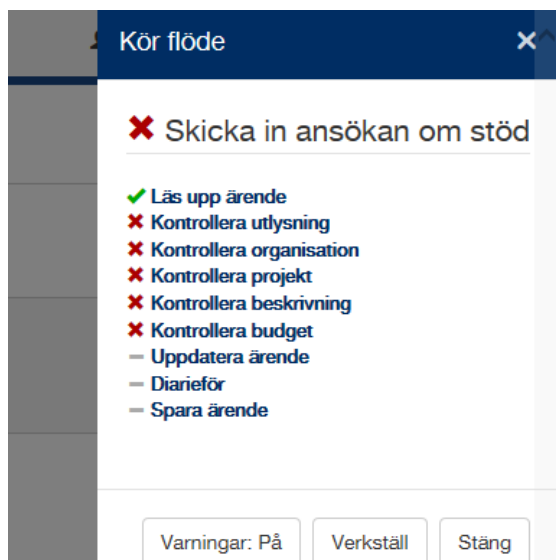 Kör flöde
Skicka in ansökan om stöd
Läs upp ärende
Kontrollera utlysning
Kontrollera organisation
Kontrollera projekt
Kontrollera beskrivning
Kontrollera budget
Uppdatera ärende
Diarieför
Spara ärende
Varningar: På Verkställ Stäng